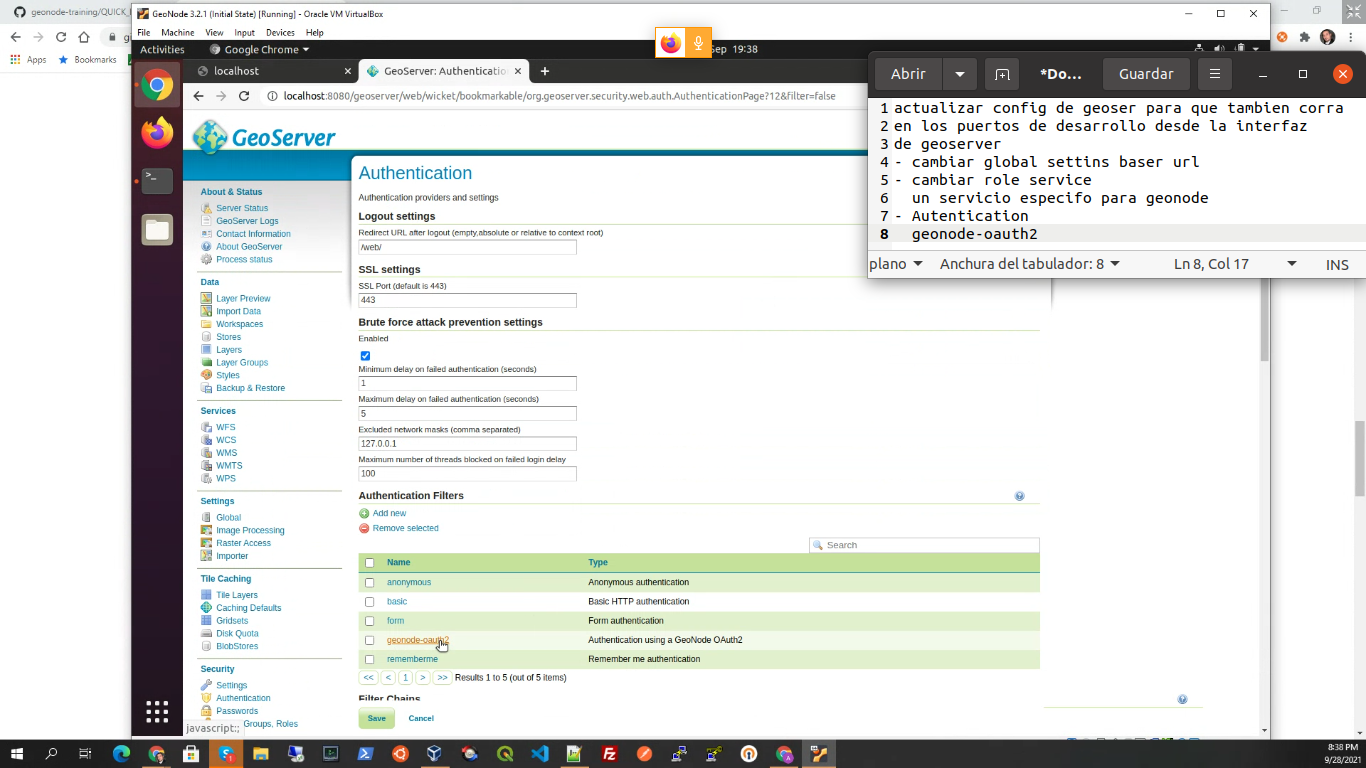 geonode-training/QUICK_
GeoNode 3.2.1 (Initial State) [Running] - Oracle VM VirtualBox
File Machine View Input Devices Help
Activities Google Chrome ep 19:38
Apps Bookmarks
localhost
GeoServer: Authenticatio
localhost:8080/geoserver/web/wicket/bookmarkable/org.geoserver.security.web.auth.AuthenticationPage?12&filter=false
Abrir *Do... Guardar
1 actualizar config de geoser para que tambien corra
2 en los puertos de desarrollo desde la interfaz
3 de geoserver
4 - cambiar global settins baser url
5 - cambiar role service
6 un servicio especifo para geonode
7 - Autentication
8 geonode-oauth2
plano Anchura del tabulador: 8 Ln 8, Col 17 INS
GeoServer
About & Status
Server Status
GeoServer Logs
Contact Information
About GeoServer
Process status
Data
Layer Preview
Import Data
Workspaces
Stores
Layers
Layer Groups
Styles
Backup & Restore
Services
WFS
WCS
WMS
WMTS
WPS
Settings
Global
Image Processing
Raster Access
Importer
Tile Caching
Tile Layers
Caching Defaults
Gridsets
Disk Quota
BlobStores
Security
Settings
Authentication
Passwords
Groups, Roles
javascript:;
Authentication
Authentication providers and settings
Logout settings
Redirect URL after logout (empty,absolute or relative to context root)
/web/
SSL settings
SSL Port (default is 443)
443
Brute force attack prevention settings
Enabled
Minimum delay on failed authentication (seconds)
1
Maximum delay on failed authentication (seconds)
5
Excluded network masks (comma separated)
127.0.0.1
Maximum number of threads blocked on failed login delay
100
Authentication Filters
Add new
Remove selected
Search
Name Type
anonymous Anonymous authentication
basic Basic HTTP authentication
form Form authentication
geonode-oauth2 Authentication using a GeoNode OAuth2
rememberme Remember me authentication
<< < 1 > >> Results 1 to 5 (out of 5 items)
Filter Chains
Save Cancel
8:38 PM
9/28/2021